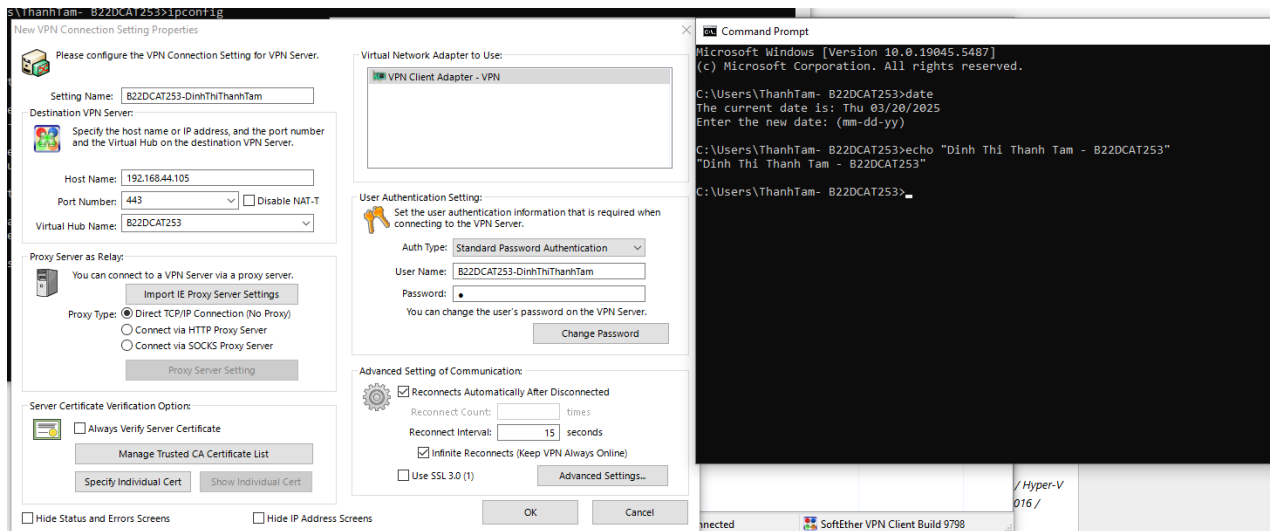 s\ThanhTam- B22DCAT253>ipconfig
New VPN Connection Setting Properties
Please configure the VPN Connection Setting for VPN Server.
Setting Name: B22DCAT253-DinhThiThanhTam
Destination VPN Server:
Specify the host name or IP address, and the port number
and the Virtual Hub on the destination VPN Server.
Host Name: 192.168.44.105
Port Number: 443 Disable NAT-T
Virtual Hub Name: B22DCAT253
Proxy Server as Relay:
You can connect to a VPN Server via a proxy server.
Import IE Proxy Server Settings
Proxy Type: Direct TCP/IP Connection (No Proxy)
Connect via HTTP Proxy Server
Connect via SOCKS Proxy Server
Proxy Server Setting
Server Certificate Verification Option:
Always Verify Server Certificate
Manage Trusted CA Certificate List
Specify Individual Cert Show Individual Cert
Hide Status and Errors Screens Hide IP Address Screens
Virtual Network Adapter to Use:
VPN Client Adapter - VPN
User Authentication Setting:
Set the user authentication information that is required when
connecting to the VPN Server.
Auth Type: Standard Password Authentication
User Name: B22DCAT253-DinhThiThanhTam
Password: ●
You can change the user's password on the VPN Server.
Change Password
Advanced Setting of Communication:
Reconnects Automatically After Disconnected
Reconnect Count: times
Reconnect Interval: 15 seconds
Infinite Reconnects (Keep VPN Always Online)
Use SSL 3.0 (1) Advanced Settings...
OK Cancel
Command Prompt
Microsoft Windows [Version 10.0.19045.5487]
(c) Microsoft Corporation. All rights reserved.
C:\Users\ThanhTam- B22DCAT253>date
The current date is: Thu 03/20/2025
Enter the new date: (mm-dd-yy)
C:\Users\ThanhTam- B22DCAT253>echo "Dinh Thi Thanh Tam - B22DCAT253"
"Dinh Thi Thanh Tam - B22DCAT253"
C:\Users\ThanhTam- B22DCAT253>
/ Hyper-V
016 /
nnected SoftEther VPN Client Build 9798